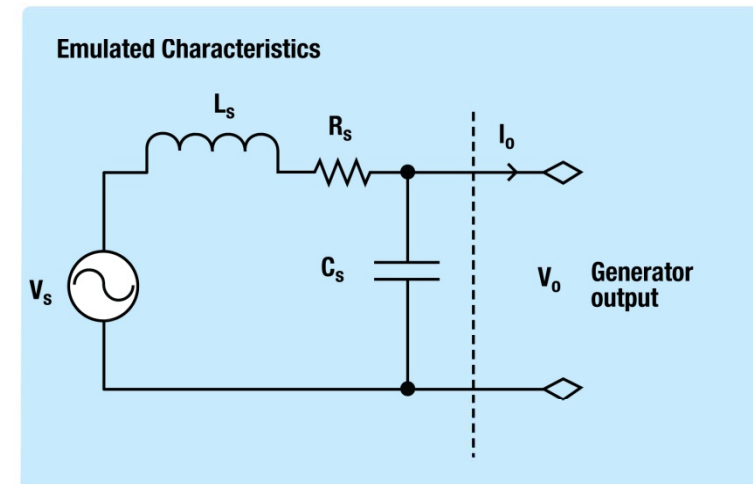 Emulated Characteristics
Ls
Rs
Io
Cs
Vs
Vo
Generator
output